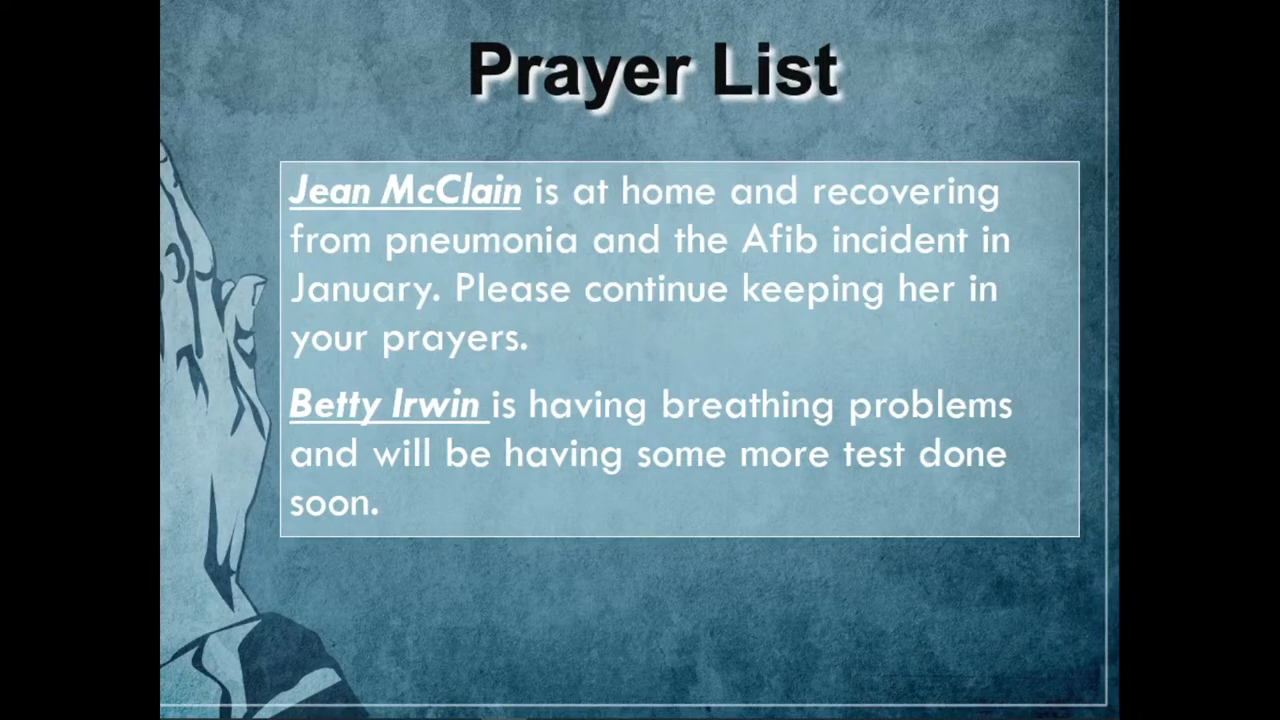 Prayer List
Jean McClain is at home and recovering
from pneumonia and the Afib incident in
January. Please continue keeping her in
your prayers.
Betty Irwin is having breathing problems
and will be having some more test done
soon.